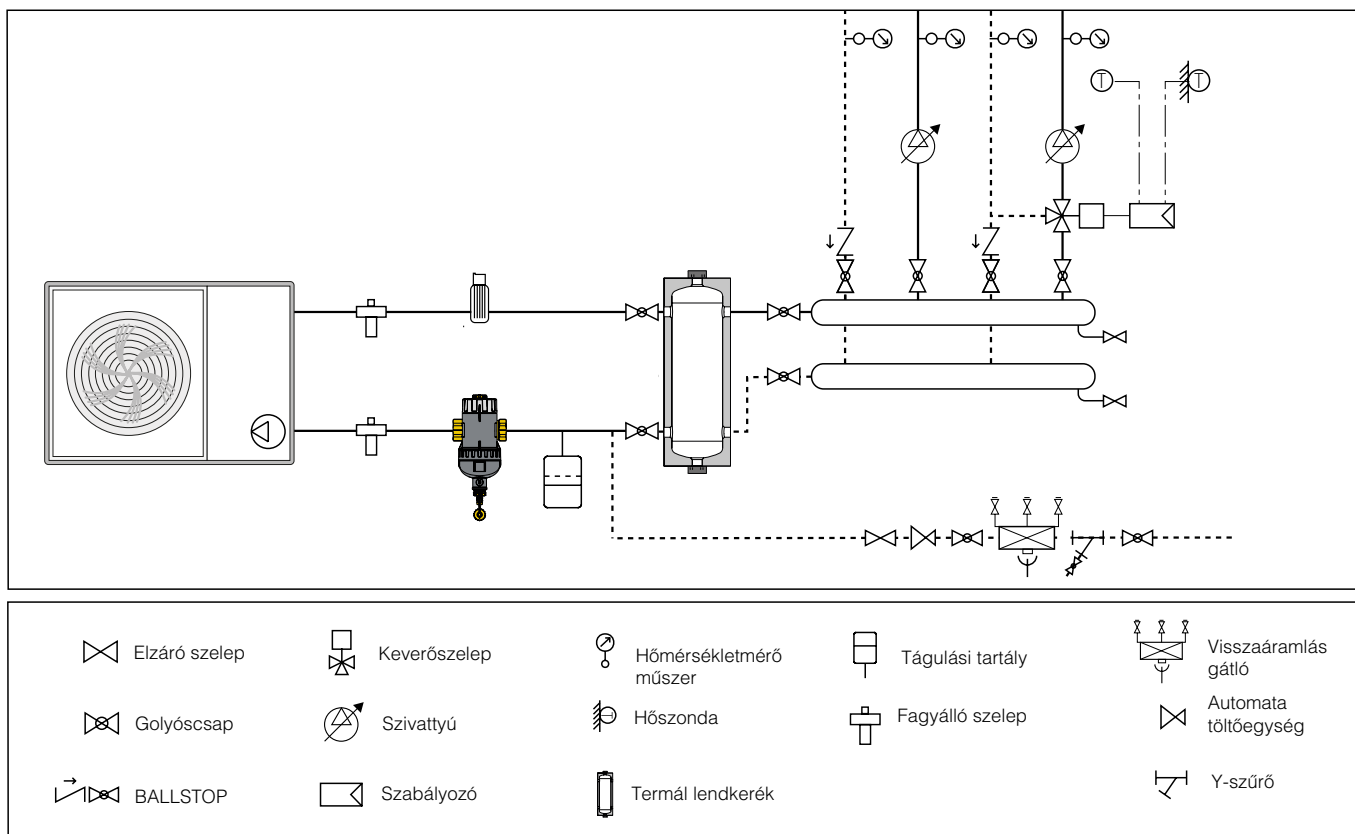 T
T
Elzáró szelep
Keverőszelep
Hőmérsékletmérő
műszer
Tágulási tartály
Visszaáramlás
gátló
Golyóscsap
Szivattyú
Hőszonda
Fagyálló szelep
Automata
töltőegység
BALLSTOP
Szabályozó
Termál lendkerék
Y-szűrő